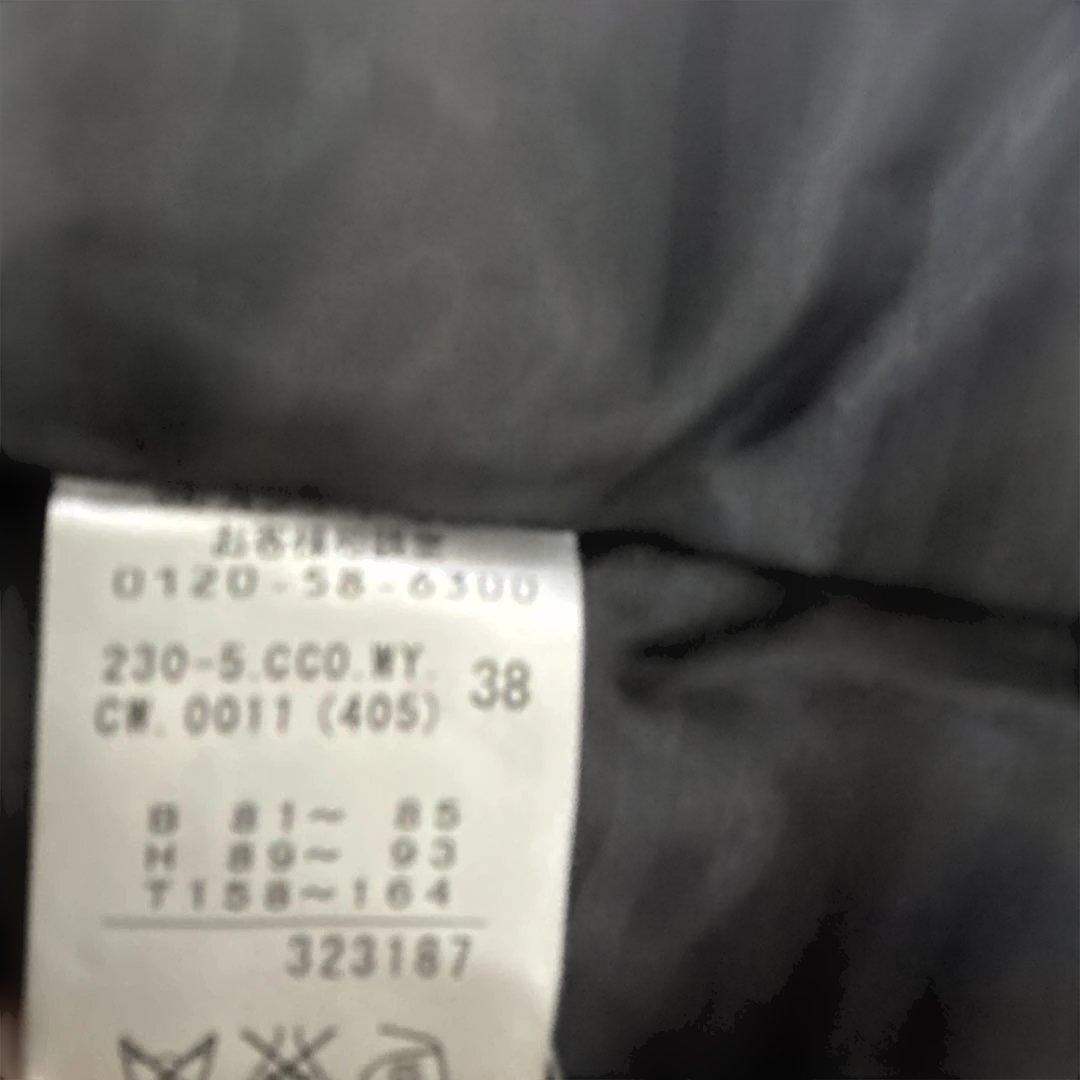 お客様相談室
0120-58-6300
230-5.CCO.MY. 38
CW. 0011 (405)
B 81～ 85
H 89～ 93
T158～164
323187